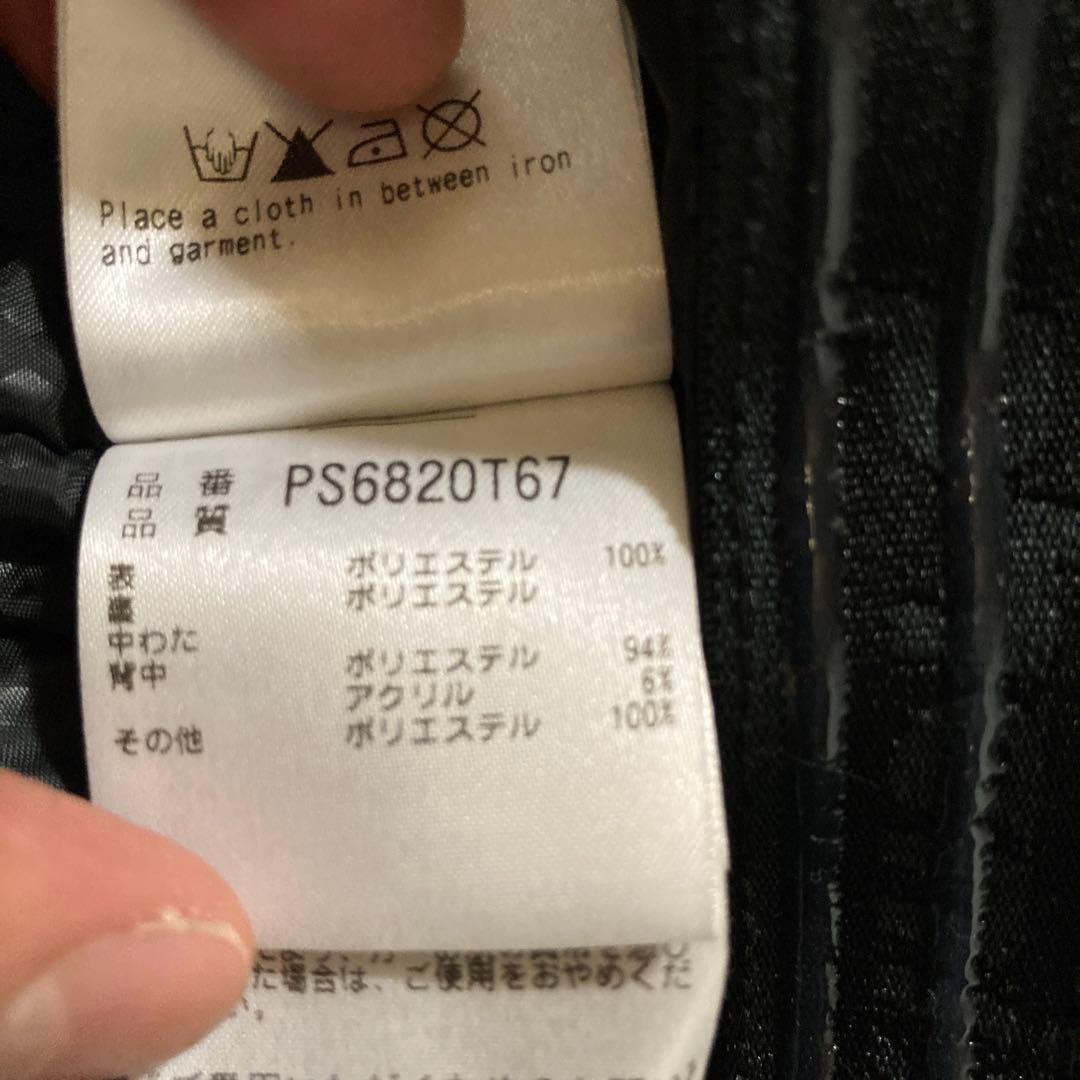 Place a cloth in between iron
and garment.
品 番 PS6820T67
品 質
表 ポリエステル 100%
ポリエステル
中わた
背中 ポリエステル 94%
アクリル 6%
その他 ポリエステル 100%
た場合は、ご使用をおやめくだ